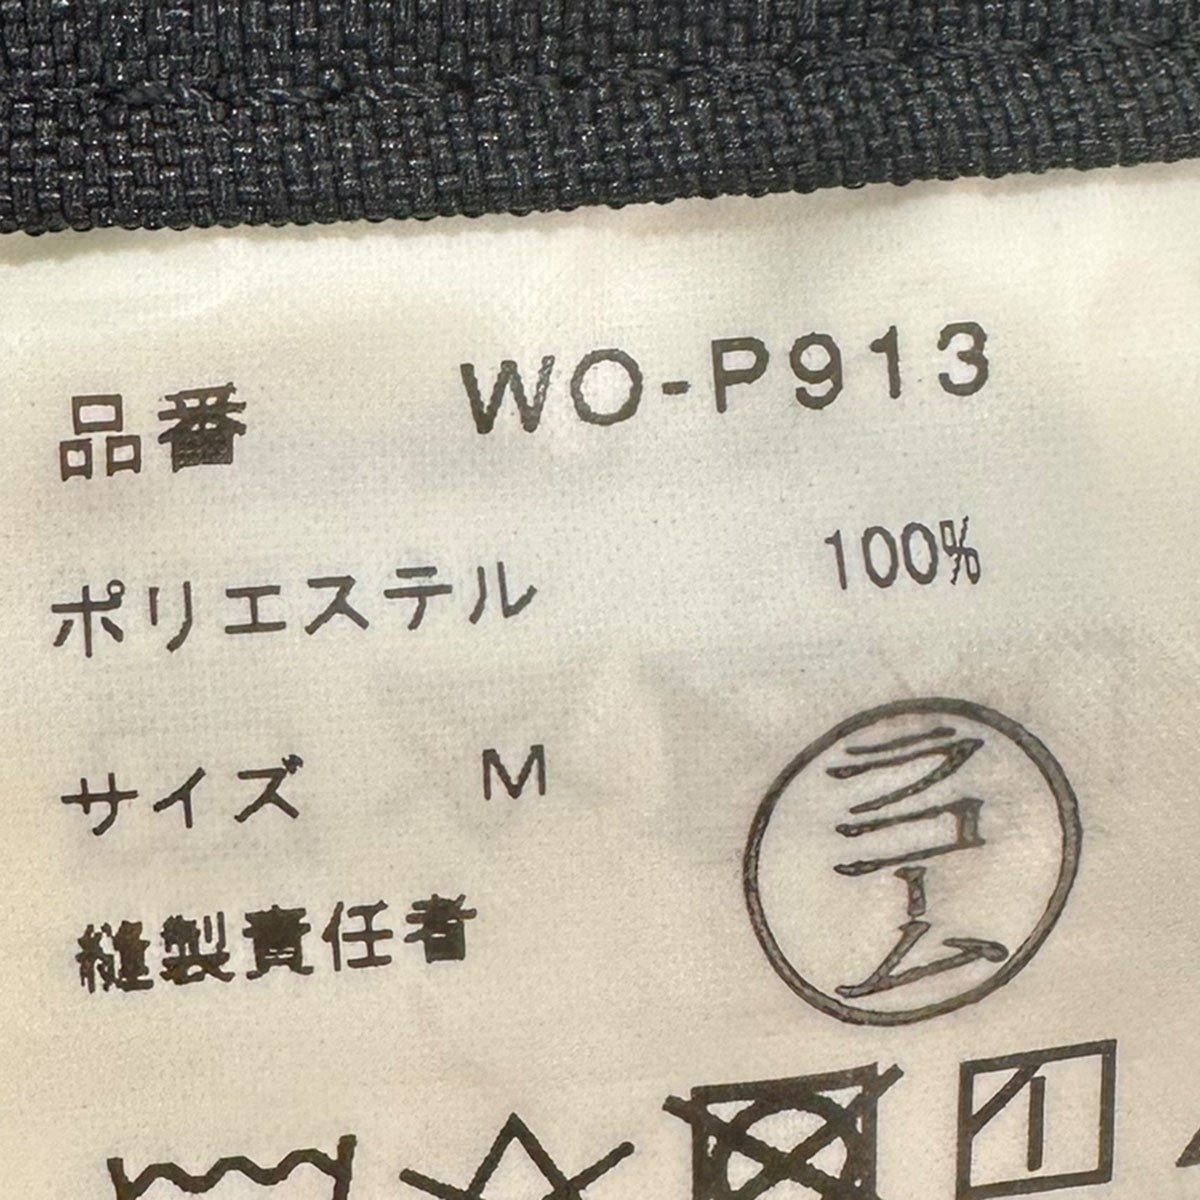 品番 WO-P913
ポリエステル 100%
サイズ M
縫製責任者
ラコーム